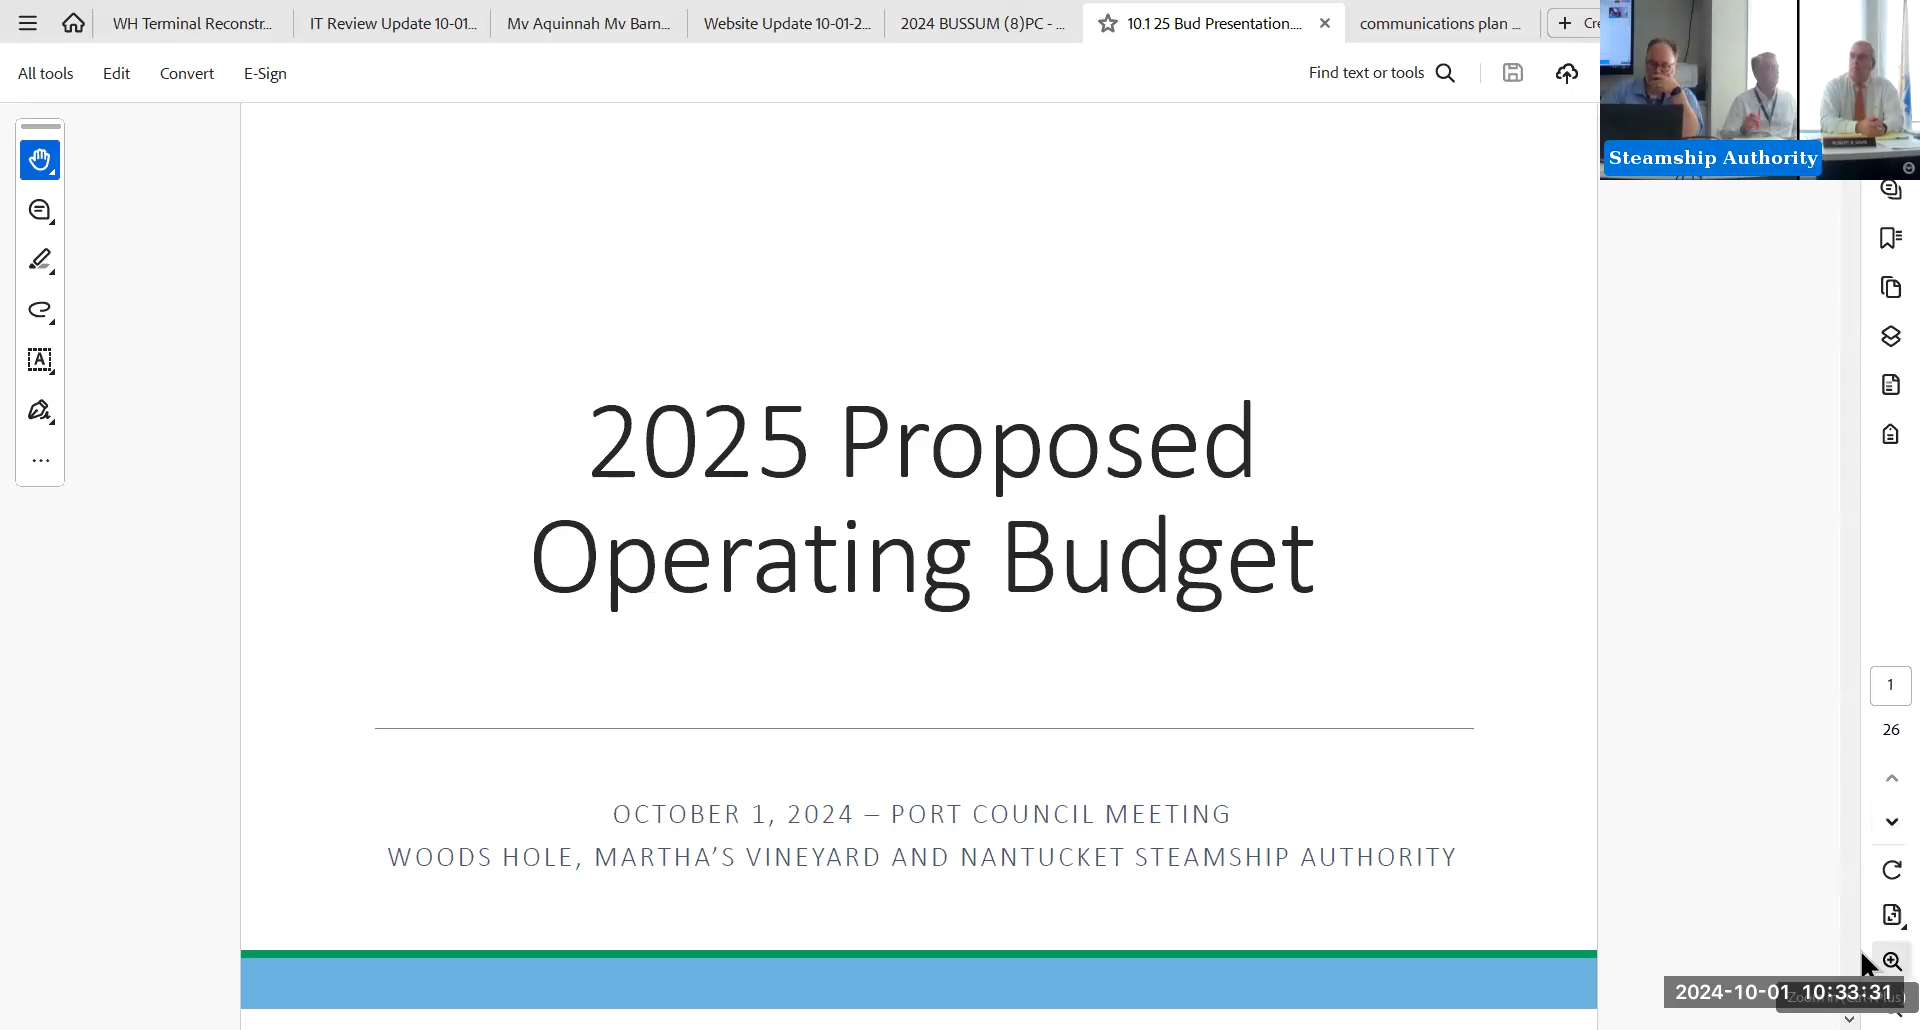 WH Terminal Reconstr...
IT Review Update 10-01...
Mv Aquinnah Mv Barn...
Website Update 10-01-2...
2024 BUSSUM (8)PC - ...
10.1 25 Bud Presentation....
communications plan ...
All tools
Edit
Convert
E-Sign
Find text or tools
Steamship Authority
2025 Proposed
Operating Budget
OCTOBER 1, 2024 – PORT COUNCIL MEETING
WOODS HOLE, MARTHA’S VINEYARD AND NANTUCKET STEAMSHIP AUTHORITY
1
26
2024-10-01 10:33:31